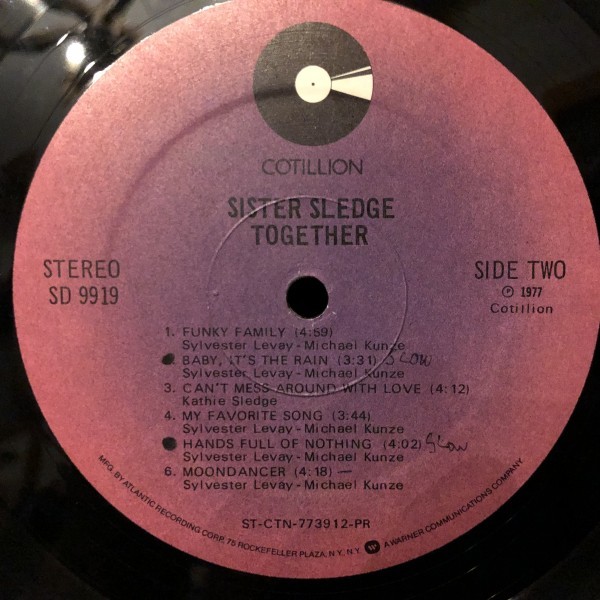 COTILLION
SISTER SLEDGE
TOGETHER
STEREO
SD 9919
SIDE TWO
℗ 1977
Cotillion
1. FUNKY FAMILY (4:59)
Sylvester Levay - Michael Kunze
2. BABY, IT'S THE RAIN (3:31) SLOW
Sylvester Levay - Michael Kunze
3. CAN'T MESS AROUND WITH LOVE (4:12)
Kathie Sledge
4. MY FAVORITE SONG (3:44)
Sylvester Levay - Michael Kunze
HANDS FULL OF NOTHING (4:02) Slow
Sylvester Levay - Michael Kunze
6. MOONDANCER (4:18) —
Sylvester Levay - Michael Kunze
ST-CTN-773912-PR
MFG. BY ATLANTIC RECORDING CORP., 75 ROCKEFELLER PLAZA, N.Y., N.Y. W A WARNER COMMUNICATIONS COMPANY